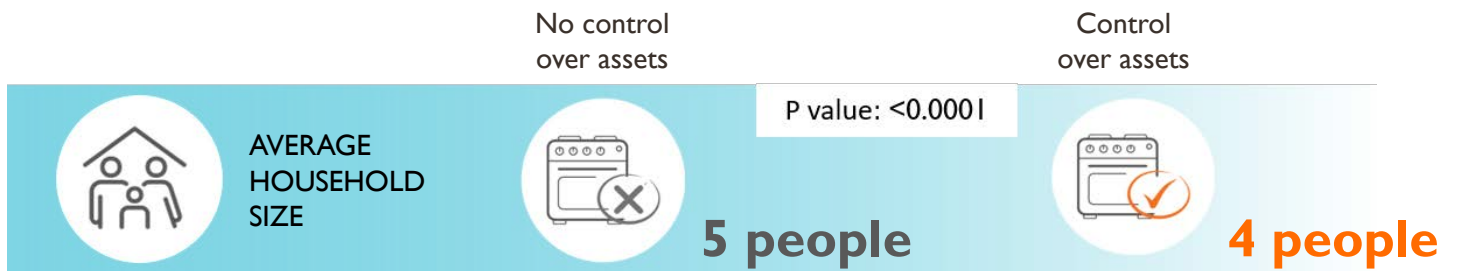 No control
over assets
Control
over assets
P value: <0.0001
AVERAGE
HOUSEHOLD
SIZE
5 people
4 people